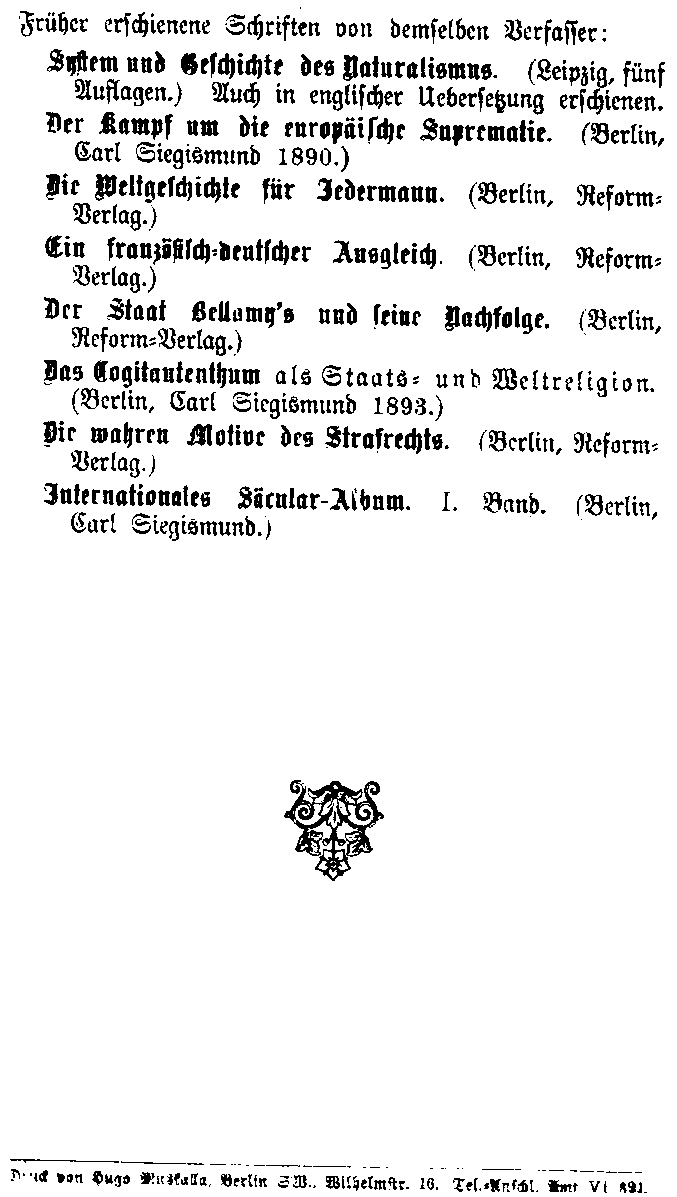 Früher erschienene Schriften von demselben Verfasser:
System und Geschichte des Naturalismus. (Leipzig, fünf
Auflagen.) Auch in englischer Uebersetzung erschienen.
Der Kampf um die europäische Suprematie. (Berlin,
Carl Siegismund 1890.)
Die Weltgeschichte für Jedermann. (Berlin, Reform-
Verlag.)
Ein französisch-deutscher Ausgleich. (Berlin, Reform-
Verlag.)
Der Staat Bellamy's und seine Nachfolge. (Berlin,
Reform-Verlag.)
Das Cogitantenthum als Staats- und Weltreligion.
(Berlin, Carl Siegismund 1893.)
Die wahren Motive des Strafrechts. (Berlin, Reform-
Verlag.)
Internationales Säcular-Album. I. Band. (Berlin,
Carl Siegismund.)
Druck von Hugo Berlin SW., Wilhelmstr. 16. Tel.-Anschl. Amt VI